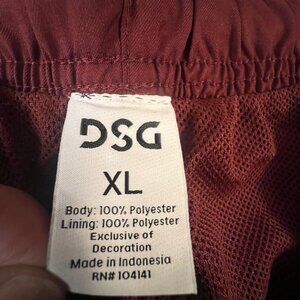 DSG
XL
Body: 100% Polyester
Lining: 100% Polyester
Exclusive of
Decoration
Made in Indonesia
RN# 104141